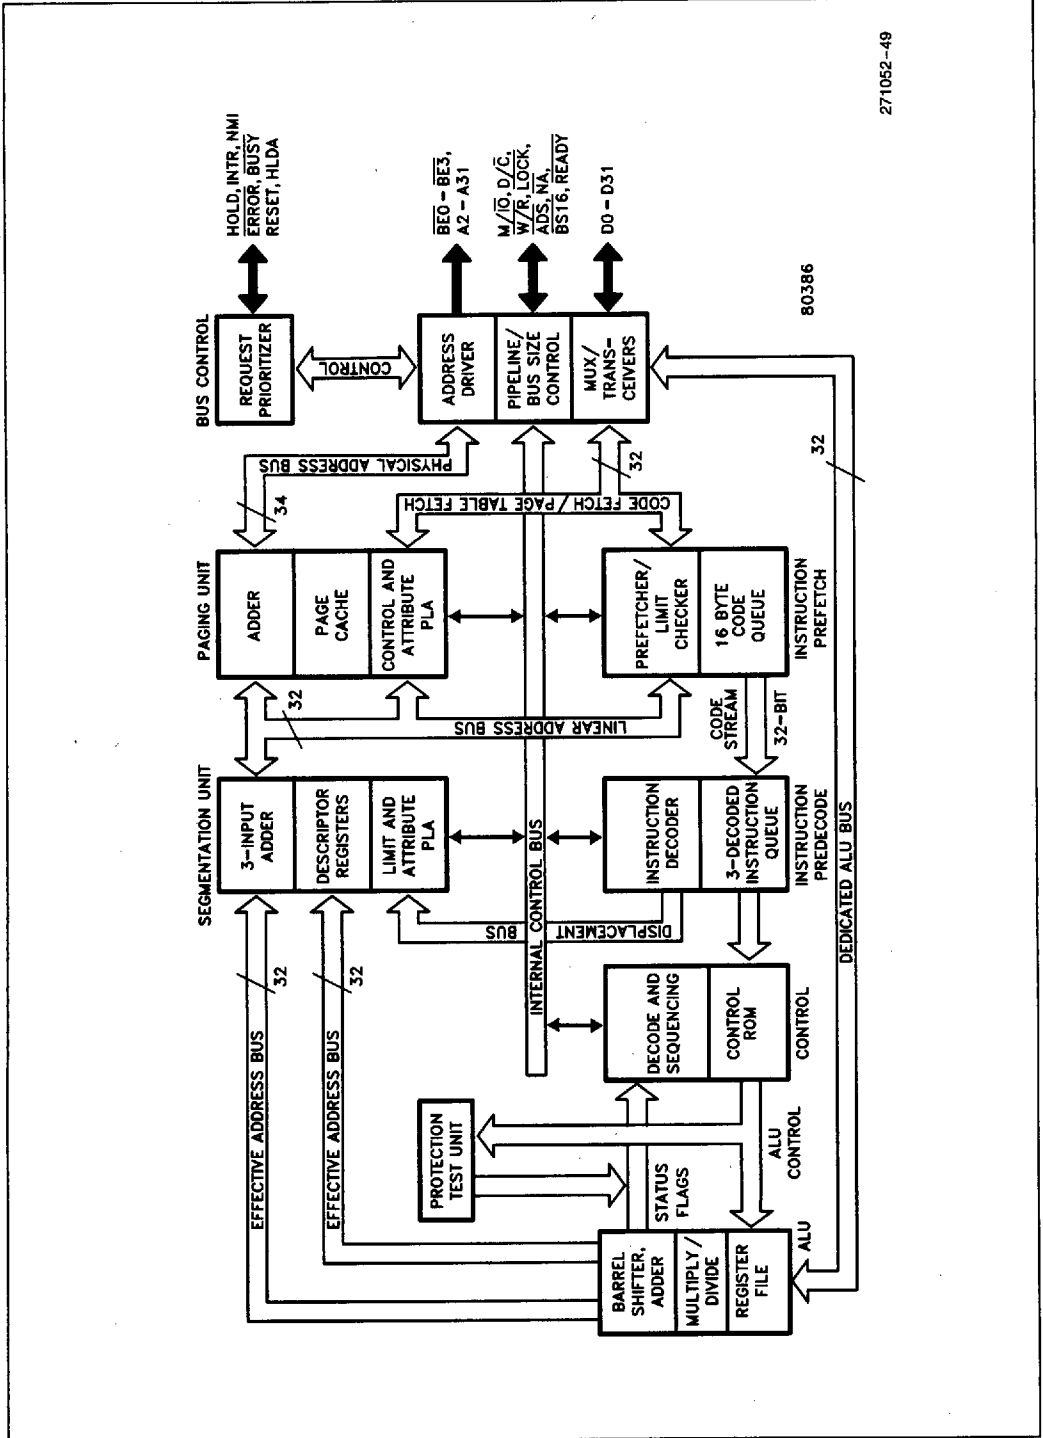 SEGMENTATION UNIT
3-INPUT
ADDER
DESCRIPTOR
REGISTERS
LIMIT AND
ATTRIBUTE
PLA
PAGING UNIT
ADDER
PAGE
CACHE
CONTROL AND
ATTRIBUTE
PLA
BUS CONTROL
REQUEST
PRIORITIZER
HOLD, INTR, NMI
ERROR, BUSY
RESET, HLDA
CONTROL
ADDRESS
DRIVER
PIPELINE/
BUS SIZE
CONTROL
MUX/
TRANS-
CEIVERS
BE0 – BE3,
A2 – A31
M/IO, D/C,
W/R, LOCK,
ADS, NA,
BS16, READY
D0 – D31
EFFECTIVE ADDRESS BUS
32
EFFECTIVE ADDRESS BUS
32
32
34
PHYSICAL ADDRESS BUS
LINEAR ADDRESS BUS
CODE FETCH / PAGE TABLE FETCH
32
INTERNAL CONTROL BUS
DISPLACEMENT BUS
PROTECTION
TEST UNIT
STATUS
FLAGS
BARREL
SHIFTER,
ADDER
MULTIPLY/
DIVIDE
REGISTER
FILE
ALU
ALU
CONTROL
DECODE AND
SEQUENCING
CONTROL
ROM
CONTROL
INSTRUCTION
DECODER
3-DECODED
INSTRUCTION
QUEUE
INSTRUCTION
PREDECODE
CODE
STREAM
32-BIT
PREFETCHER/
LIMIT
CHECKER
16 BYTE
CODE
QUEUE
INSTRUCTION
PREFETCH
DEDICATED ALU BUS
32
80386
271052-49